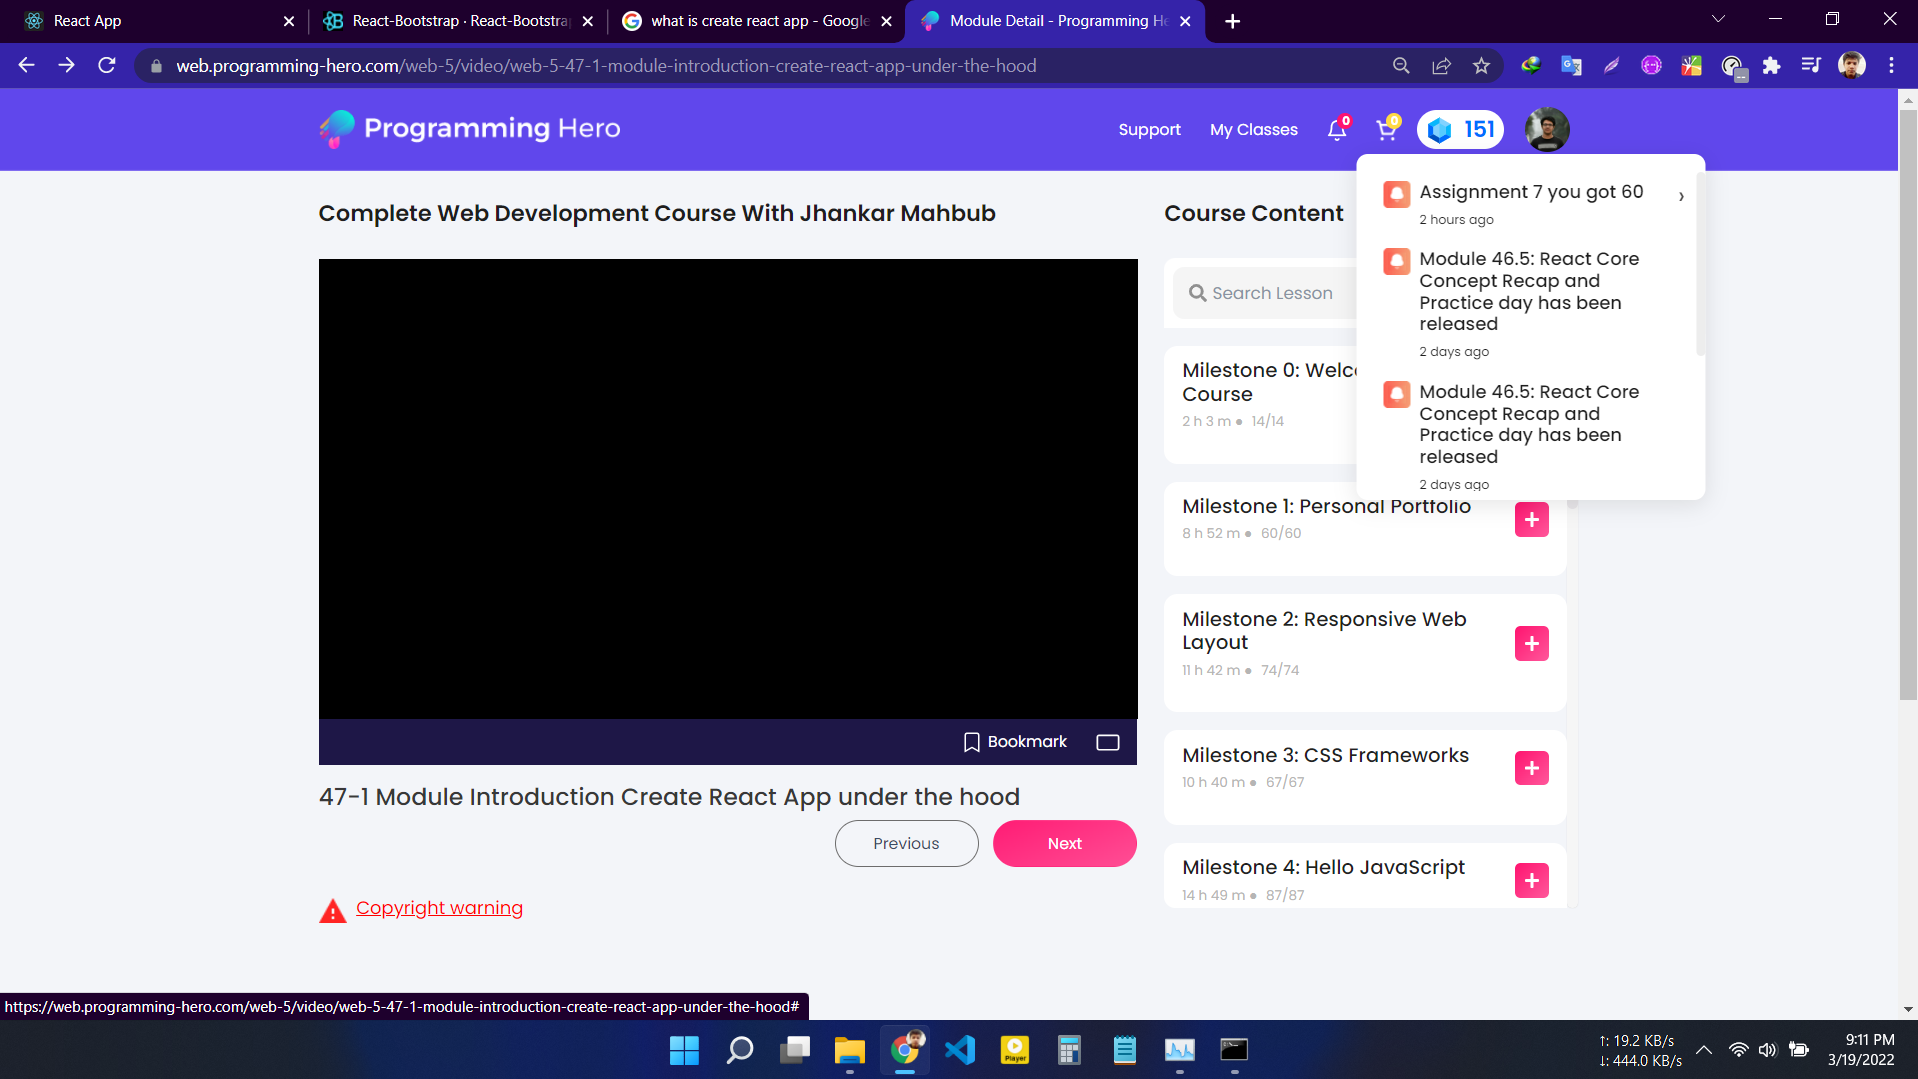 React App
React-Bootstrap · React-Bootstra
what is create react app - Google
Module Detail - Programming He
web.programming-hero.com/web-5/video/web-5-47-1-module-introduction-create-react-app-under-the-hood
Programming Hero
Support
My Classes
0
0
151
Complete Web Development Course With Jhankar Mahbub
Bookmark
47-1 Module Introduction Create React App under the hood
Previous
Next
Copyright warning
Course Content
Search Lesson
Milestone 0: Welc
Course
2 h 3 m ● 14/14
Milestone 1: Personal Portfolio
8 h 52 m ● 60/60
Milestone 2: Responsive Web
Layout
11 h 42 m ● 74/74
Milestone 3: CSS Frameworks
10 h 40 m ● 67/67
Milestone 4: Hello JavaScript
14 h 49 m ● 87/87
Assignment 7 you got 60
2 hours ago
Module 46.5: React Core
Concept Recap and
Practice day has been
released
2 days ago
Module 46.5: React Core
Concept Recap and
Practice day has been
released
2 days ago
https://web.programming-hero.com/web-5/video/web-5-47-1-module-introduction-create-react-app-under-the-hood#
Player
↑: 19.2 KB/s
↓: 444.0 KB/s
9:11 PM
3/19/2022